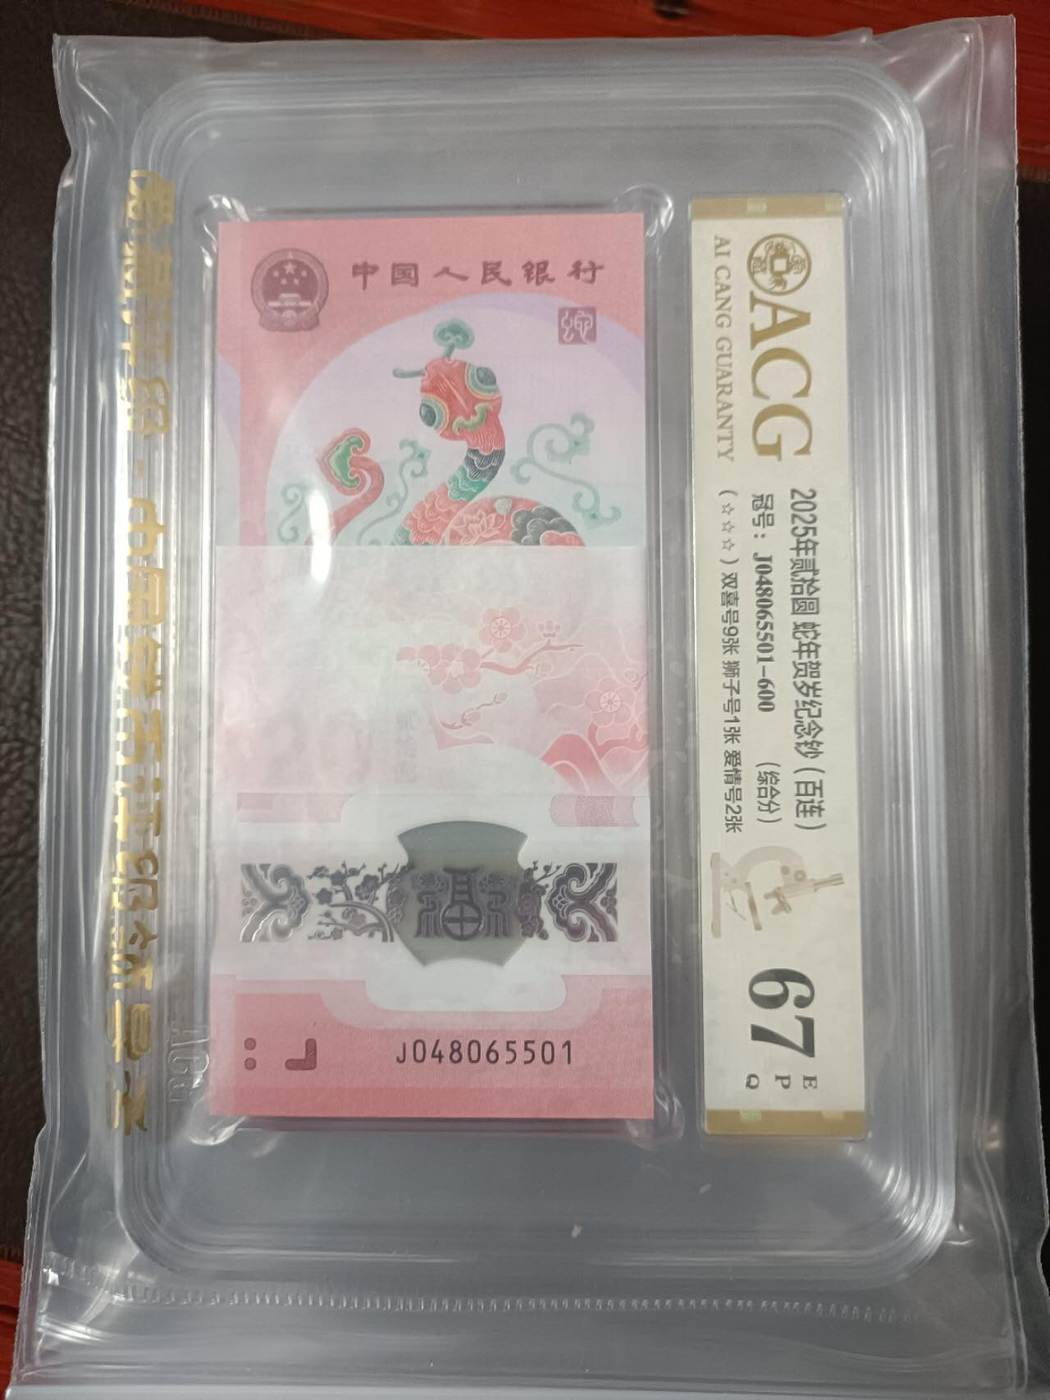 中国人民银行
J048065501
ACG
AI CANG GUARANTY
2025年贰拾圆 蛇年贺岁纪念钞（百连）
冠号：J048065501-600 （综合分）
（☆☆☆）双喜号9张 狮子号1张 爱情号2张
67
E
P
Q